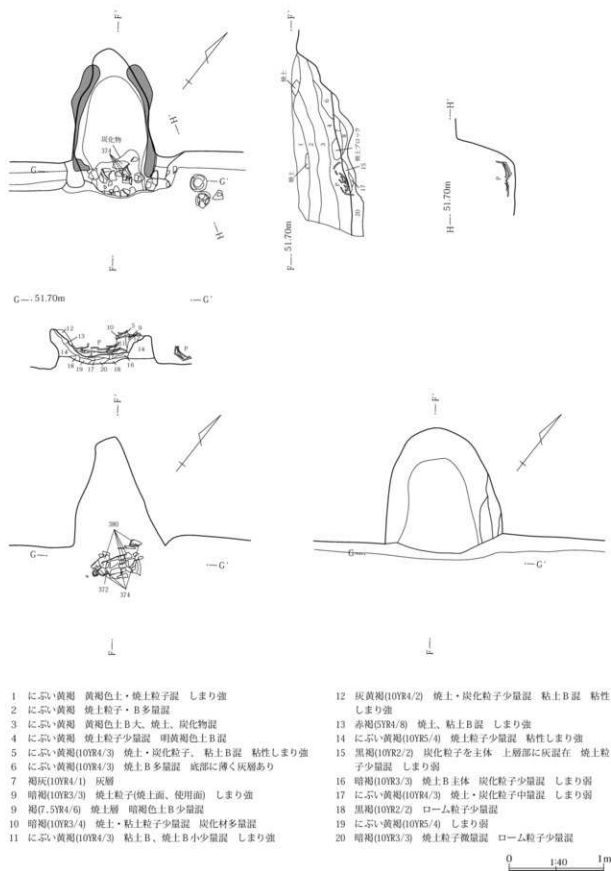 F'
F'
炭化物
374
H
H'
G
G'
H
F
焼土
焼土
1
2
3
4
6
焼土ブロック
15
17
20
P
F 51.70m
P
H 51.70m
G 51.70m
G'
12
13
14
10
5
9
P
14
P
18
19
17
20
18
16
F'
F'
380
G
G'
372
374
F
G
G'
F
1 にぶい黄褐 黄褐色土・焼土粒子混 しまり強
2 にぶい黄褐 焼土粒子・B多量混
3 にぶい黄褐 黄褐色土B大、焼土、炭化物混
4 にぶい黄褐 焼土粒子少量混 明黄褐色土B混
5 にぶい黄褐(10YR4/3) 焼土・炭化粒子、粘土B混 粘性しまり強
6 にぶい黄褐(10YR4/3) 焼土B多量混 底部に薄く灰層あり
7 褐灰(10YR4/1) 灰層
9 暗褐(10YR3/3) 焼土粒子(焼土面、使用面) しまり強
9 褐(7.5YR4/6) 焼土層 暗褐色土B少量混
10 暗褐(10YR3/4) 焼土・粘土粒子少量混 炭化材多量混
11 にぶい黄褐(10YR4/3) 粘土B、焼土B小少量混 しまり強
12 灰黄褐(10YR4/2) 焼土・炭化粒子少量混 粘土B混 粘性
しまり強
13 赤褐(5YR4/8) 焼土、粘土B混 しまり強
14 にぶい黄褐(10YR5/4) 焼土粒子少量混 粘性しまり強
15 黒褐(10YR2/2) 炭化粒子を主体 上層部に灰混在 焼土粒
子少量混 しまり弱
16 暗褐(10YR3/3) 焼土B主体 炭化粒子少量混 しまり弱
17 にぶい黄褐(10YR4/3) 焼土・炭化粒子中量混 しまり弱
18 黒褐(10YR2/2) ローム粒子少量混
19 にぶい黄褐(10YR5/4) しまり弱
20 暗褐(10YR3/3) 焼土粒子微量混 ローム粒子少量混
0 1:40 1m